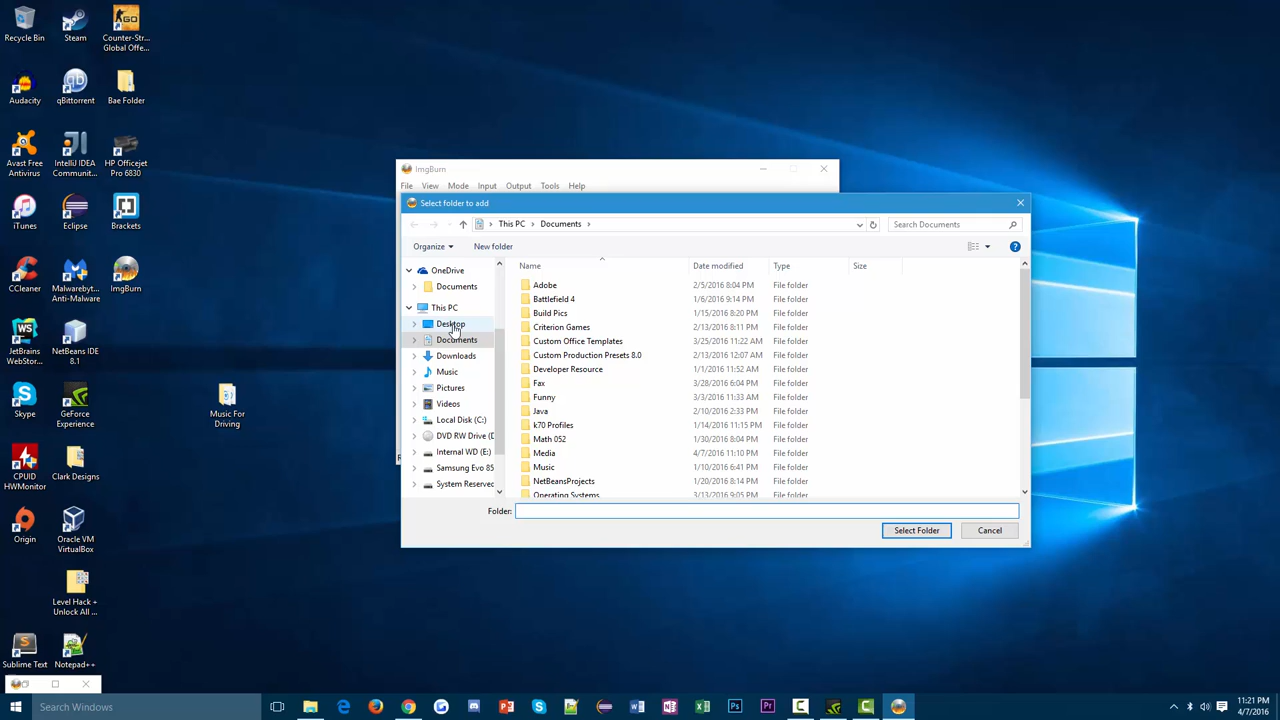 Recycle Bin
Steam
Counter-Str...
Global Offe...
Audacity
qBittorrent
Bae Folder
Avast Free
Antivirus
IntelliJ IDEA
Communit...
HP Officejet
Pro 6830
iTunes
Eclipse
Brackets
CCleaner
Malwarebyt...
Anti-Malware
ImgBurn
JetBrains
WebStor...
NetBeans IDE
8.1
Skype
GeForce
Experience
Music For
Driving
CPUID
HWMonitor
Clark Designs
Origin
Oracle VM
VirtualBox
Level Hack +
Unlock All ...
Sublime Text
Notepad++
ImgBurn
File View Mode Input Output Tools Help
Select folder to add
This PC > Documents >
Search Documents
Organize
New folder
OneDrive
Documents
This PC
Desktop
Documents
Downloads
Music
Pictures
Videos
Local Disk (C:)
DVD RW Drive (D
Internal WD (E:)
Samsung Evo 85
System Reserved
Name Date modified Type Size
Adobe 2/5/2016 8:04 PM File folder
Battlefield 4 1/6/2016 9:14 PM File folder
Build Pics 1/15/2016 8:20 PM File folder
Criterion Games 2/13/2016 8:11 PM File folder
Custom Office Templates 3/25/2016 11:22 AM File folder
Custom Production Presets 8.0 2/13/2016 12:07 AM File folder
Developer Resource 1/1/2016 11:52 AM File folder
Fax 3/28/2016 6:04 PM File folder
Funny 3/3/2016 11:33 AM File folder
Java 2/10/2016 2:33 PM File folder
k70 Profiles 1/14/2016 11:15 PM File folder
Math 052 1/30/2016 8:04 PM File folder
Media 4/7/2016 11:10 PM File folder
Music 1/10/2016 6:41 PM File folder
NetBeansProjects 1/20/2016 8:14 PM File folder
Operating Systems 3/13/2016 9:05 PM File folder
Folder:
Select Folder
Cancel
Search Windows
11:21 PM
4/7/2016